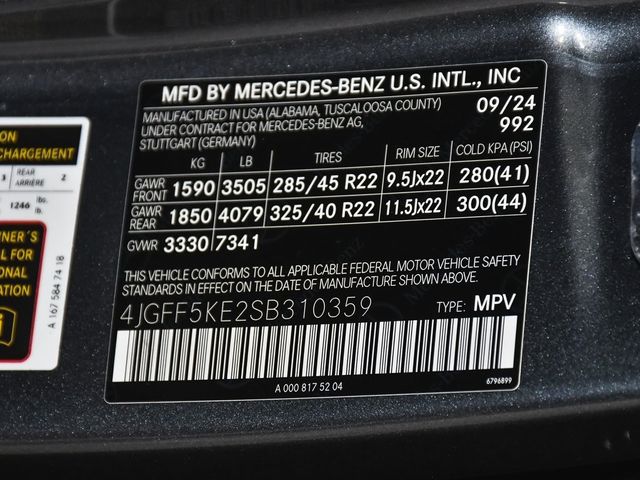 MFD BY MERCEDES-BENZ U.S. INTL., INC
MANUFACTURED IN USA (ALABAMA, TUSCALOOSA COUNTY) 09/24
UNDER CONTRACT FOR MERCEDES-BENZ AG, 992
STUTTGART (GERMANY)
KG LB TIRES RIM SIZE COLD KPA (PSI)
GAWR FRONT 1590 3505 285/45 R22 9.5Jx22 280(41)
GAWR REAR 1850 4079 325/40 R22 11.5Jx22 300(44)
GVWR 3330 7341
THIS VEHICLE CONFORMS TO ALL APPLICABLE FEDERAL MOTOR VEHICLE SAFETY
STANDARDS IN EFFECT ON THE DATE OF MANUFACTURE SHOWN ABOVE.
4JGFF5KE2SB310359 TYPE: MPV
A 000 817 52 04
6796899
ON
CHARGEMENT
3 REAR 2
ARRIÈRE
1246 lbs.
NER'S
L FOR
ONAL
ATION
A 167 584 74 18